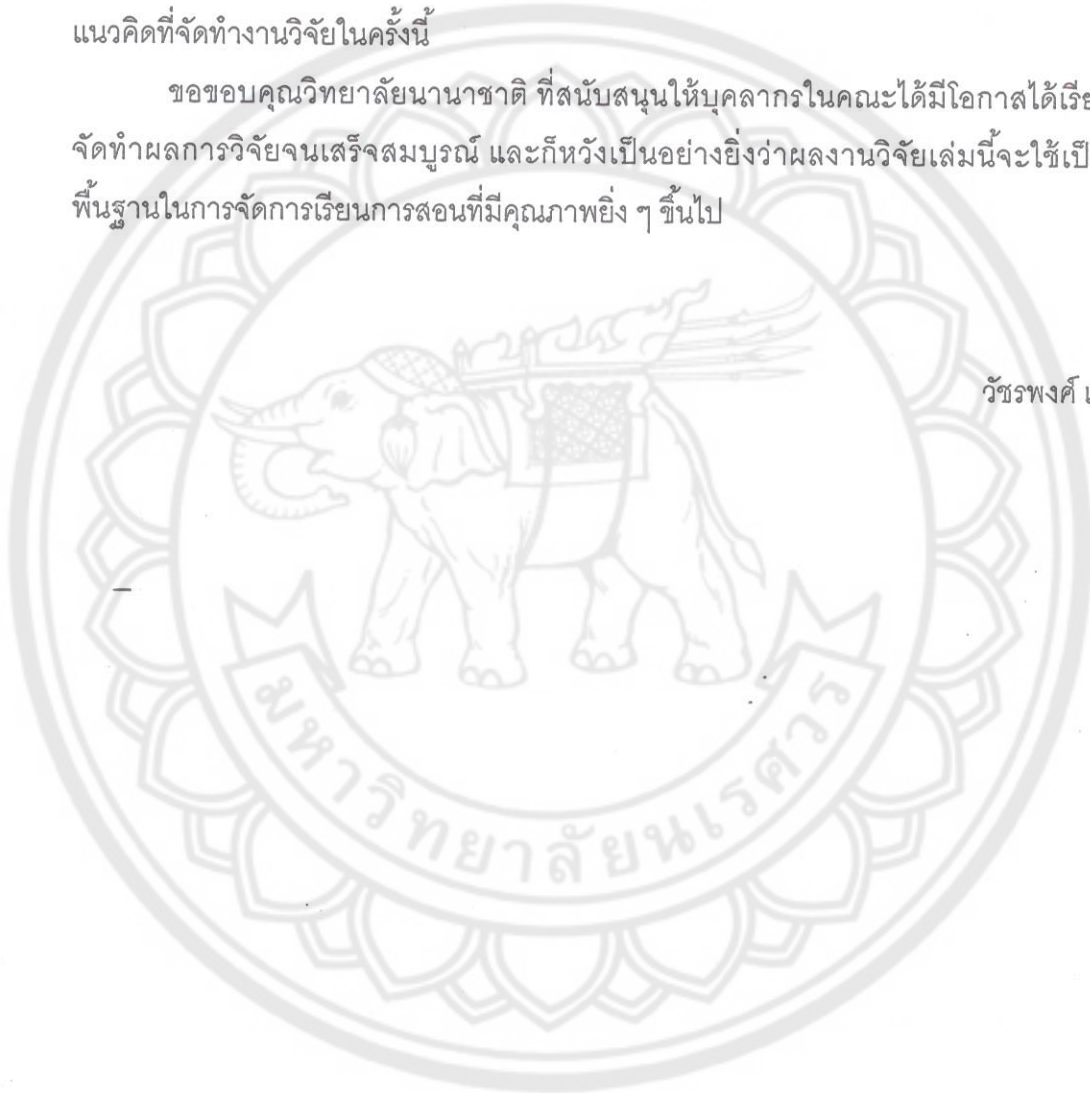 แนวคิดที่จัดทำงานวิจัยในครั้งนี้
ขอขอบคุณวิทยาลัยนานาชาติ ที่สนับสนุนให้บุคลากรในคณะได้มีโอกาสได้
จัดทำผลการวิจัยจนเสร็จสมบูรณ์ และก็หวังเป็นอย่างยิ่งว่าผลงานวิจัยเล่มนี้จะใช้
พื้นฐานในการจัดการเรียนการสอนที่มีคุณภาพยิ่ง ๆ ขึ้นไป
วัชรพงศ์
มหาวิทยาลัยนเรศวร